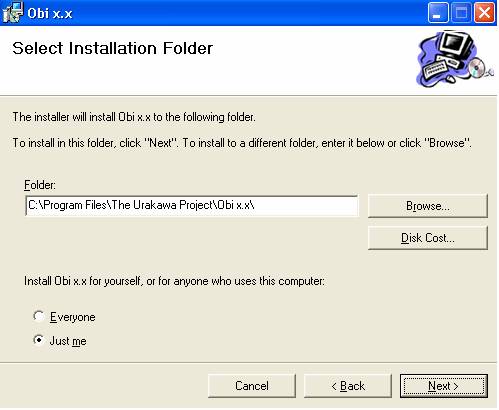 Obi x.x
Select Installation Folder
The installer will install Obi x.x to the following folder.
To install in this folder, click "Next". To install to a different folder, enter it below or click "Browse".
Folder:
C:\Program Files\The Urakawa Project\Obi x.x\
Browse...
Disk Cost...
Install Obi x.x for yourself, or for anyone who uses this computer:
Everyone
Just me
Cancel
< Back
Next >